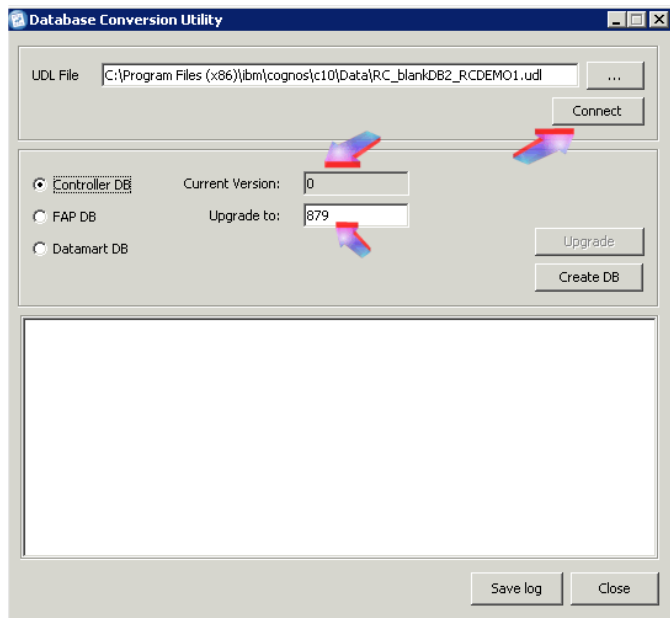 Database Conversion Utility
UDL File C:\Program Files (x86)\ibm\cognos\c10\Data\RC_blankDB2_RCDEMO1.udl ...
Connect
Controller DB Current Version: 0
FAP DB Upgrade to: 879
Datamart DB
Upgrade
Create DB
Save log Close